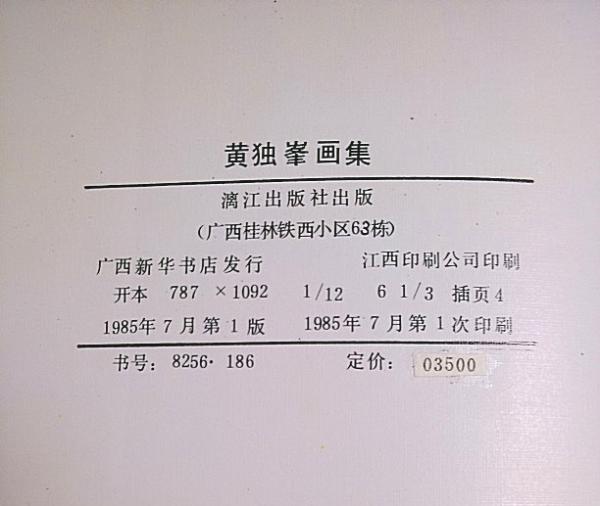 黄独峯画集
漓江出版社出版
(广西桂林铁西小区63栋)
广西新华书店发行 江西印刷公司印刷
开本 787 ×1092 1/12 6 1/3 插页4
1985年7月第1版 1985年7月第1次印刷
书号: 8256·186 定价: 03500